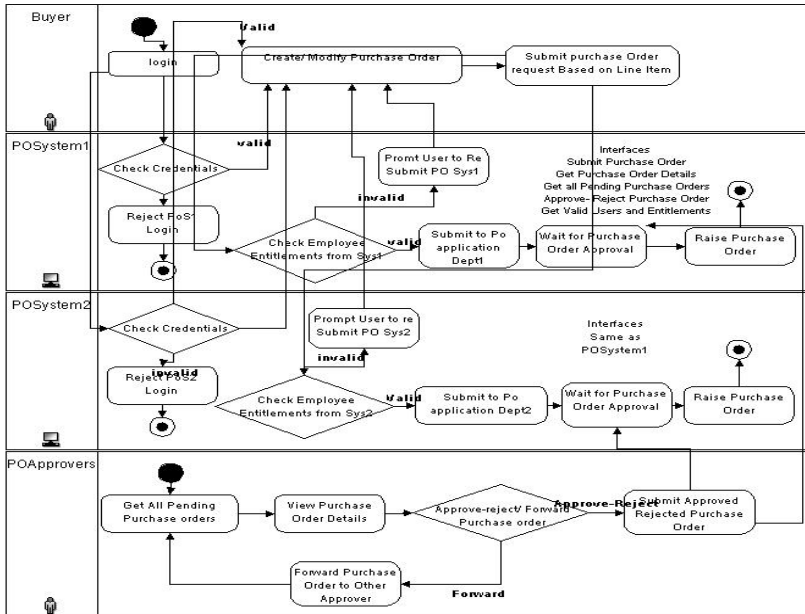 Buyer
Valid
login
Create/ Modify Purchase Order
Submit purchase Order
request Based on Line Item
valid
POSystem1
Check Credentials
Promt User to Re
Submit PO Sys1
Interfaces
Submit Purchase Order
Get Purchase Order Details
Get all Pending Purchase Orders
Approve- Reject Purchase Order
Get Valid Users and Entitlements
invalid
Reject PoS1
Login
Check Employee
Entitlements from Sys1
valid
Submit to Po
application
Dept1
Wait for Purchase
Order Approval
Raise Purchase
Order
POSystem2
Check Credentials
Prompt User to re
Submit PO Sys2
Interfaces
Same as
POSystem1
invalid
invalid
Reject PoS2
Login
Check Employee
Entitlements from Sys2
Valid
Submit to Po
application Dept2
Wait for Purchase
Order Approval
Raise Purchase
Order
POApprovers
Get All Pending
Purchase orders
View Purchase
Order Details
Approve-reject/ Forward
Purchase order
Approve-Reject
Submit Approved
Rejected Purchase
Order
Forward Purchase
Order to Other
Approver
Forward